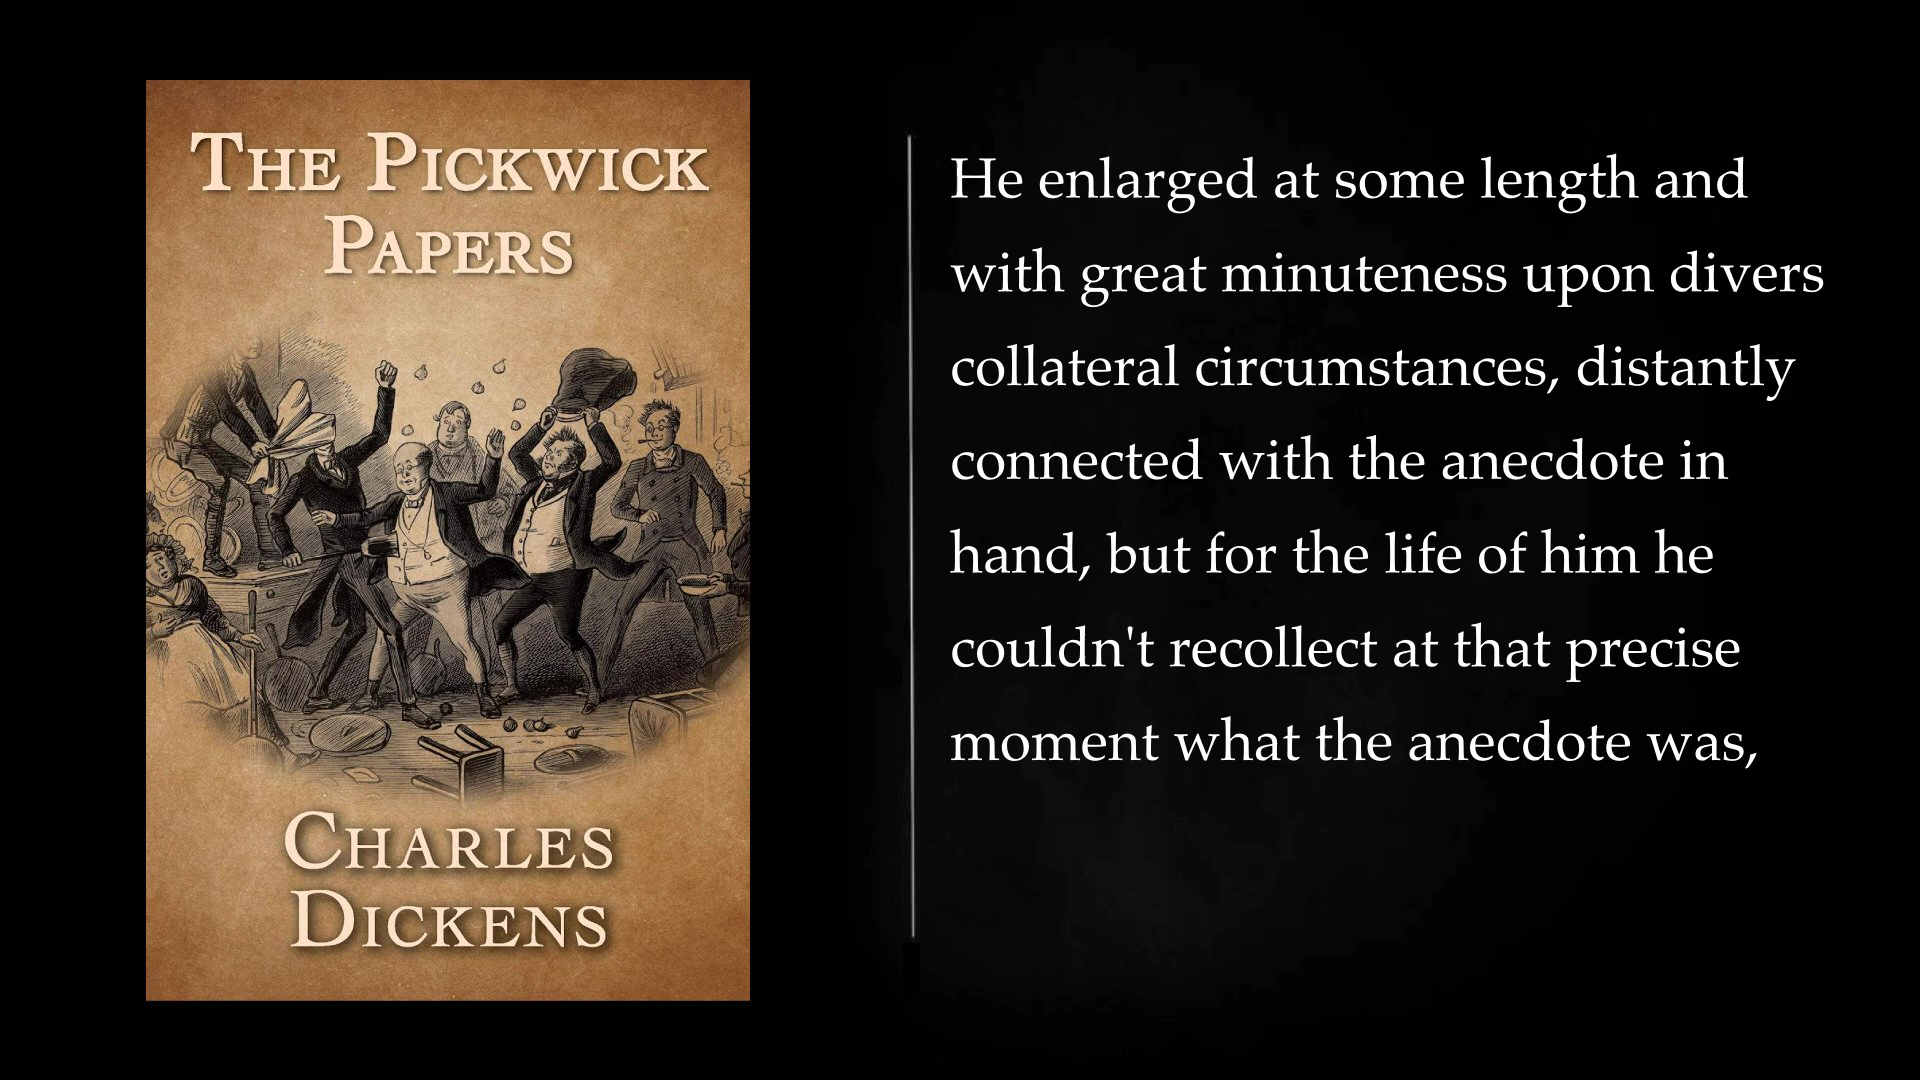 THE PICKWICK
PAPERS
CHARLES
DICKENS
He enlarged at some length and
with great minuteness upon divers
collateral circumstances, distantly
connected with the anecdote in
hand, but for the life of him he
couldn't recollect at that precise
moment what the anecdote was,